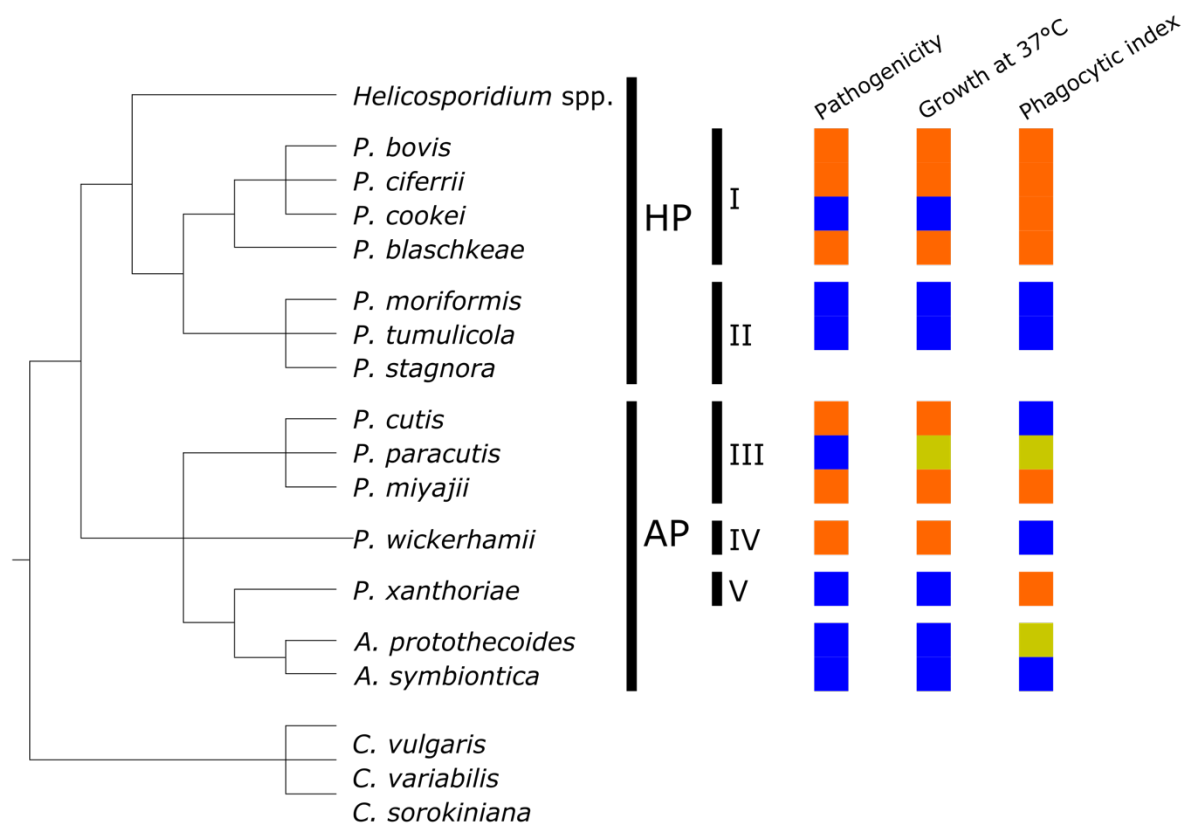 Pathogenicity
Growth at 37°C
Phagocytic index
Helicosporidium spp.
P. bovis
P. ciferrii
P. cookei
P. blaschkeae
P. moriformis
P. tumulicola
P. stagnora
P. cutis
P. paracutis
P. miyajii
P. wickerhamii
P. xanthoriae
A. protothecoides
A. symbiontica
C. vulgaris
C. variabilis
C. sorokiniana
HP
AP
I
II
III
IV
V